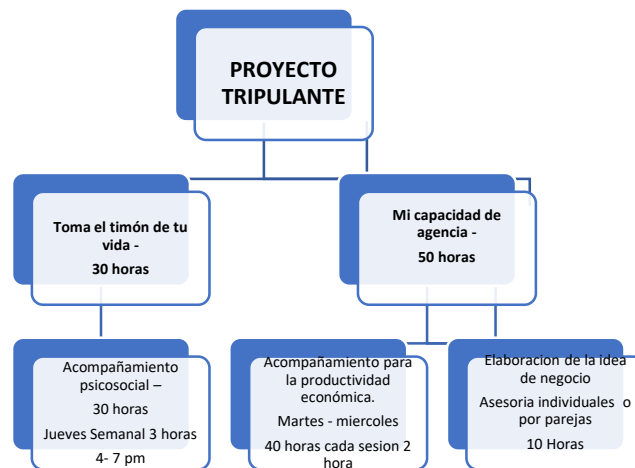 PROYECTO
TRIPULANTE
Toma el timón de tu
vida -
30 horas
Mi capacidad de
agencia -
50 horas
Acompañamiento
psicosocial –
30 horas
Jueves Semanal 3 horas
4- 7 pm
Acompañamiento para
la productividad
económica.
Martes - miercoles
40 horas cada sesion 2
hora
Elaboracion de la idea
de negocio
Asesoria individuales o
por parejas
10 Horas